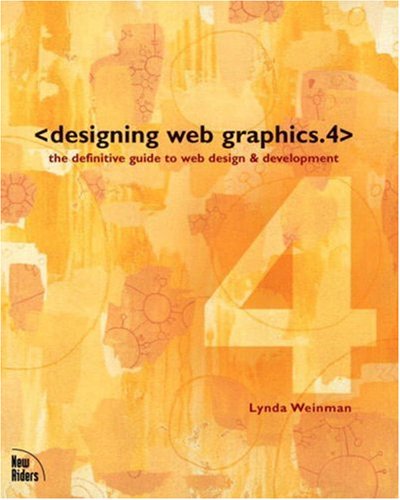 <designing web graphics.4>
the definitive guide to web design & development
4
Lynda Weinman
New
Riders